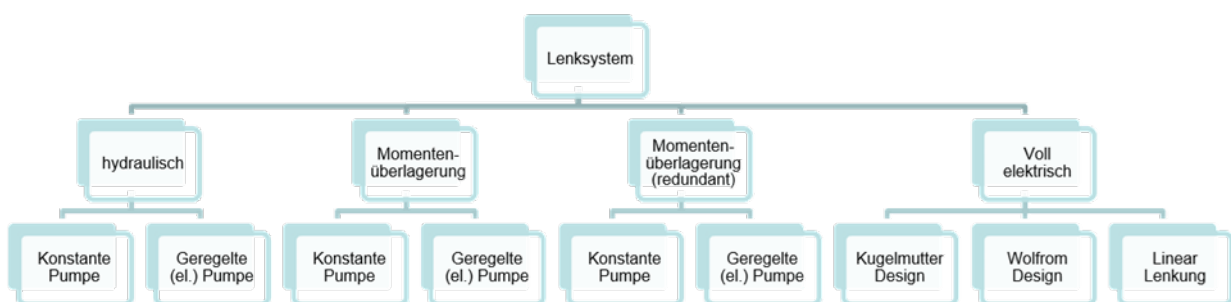 Lenksystem
hydraulisch
Momenten-
überlagerung
Momenten-
überlagerung
(redundant)
Voll
elektrisch
Konstante
Pumpe
Geregelte
(el.) Pumpe
Konstante
Pumpe
Geregelte
(el.) Pumpe
Konstante
Pumpe
Geregelte
(el.) Pumpe
Kugelmutter
Design
Wolfrom
Design
Linear
Lenkung